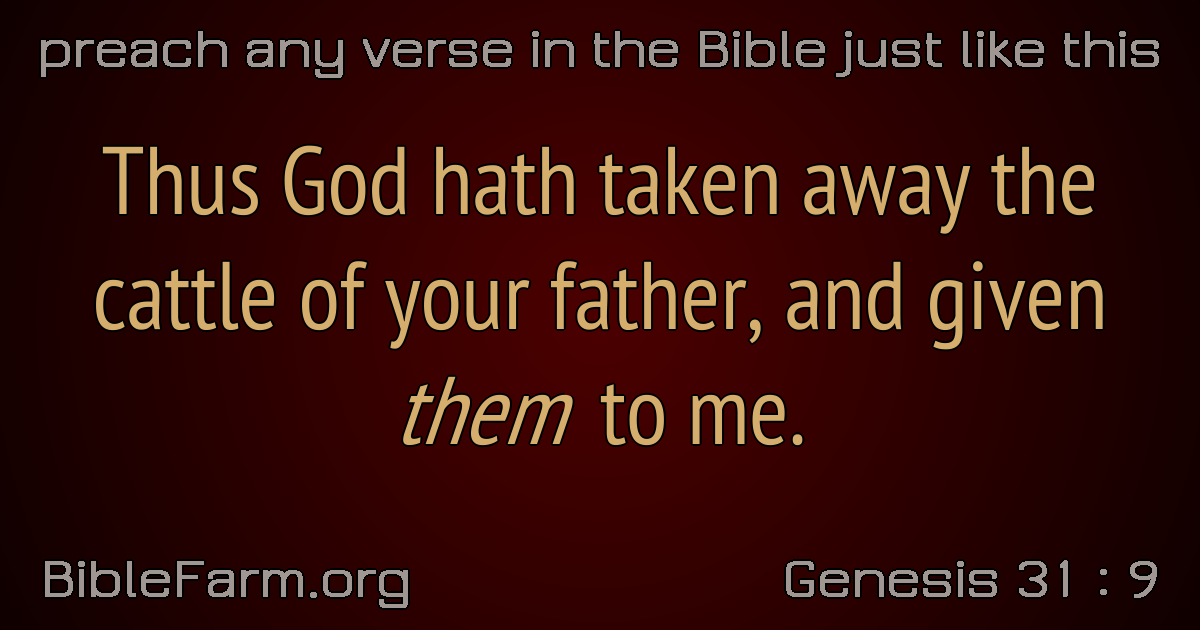 preach any verse in the Bible just like this
Thus God hath taken away the
cattle of your father, and given
them to me.
BibleFarm.org
Genesis 31 : 9